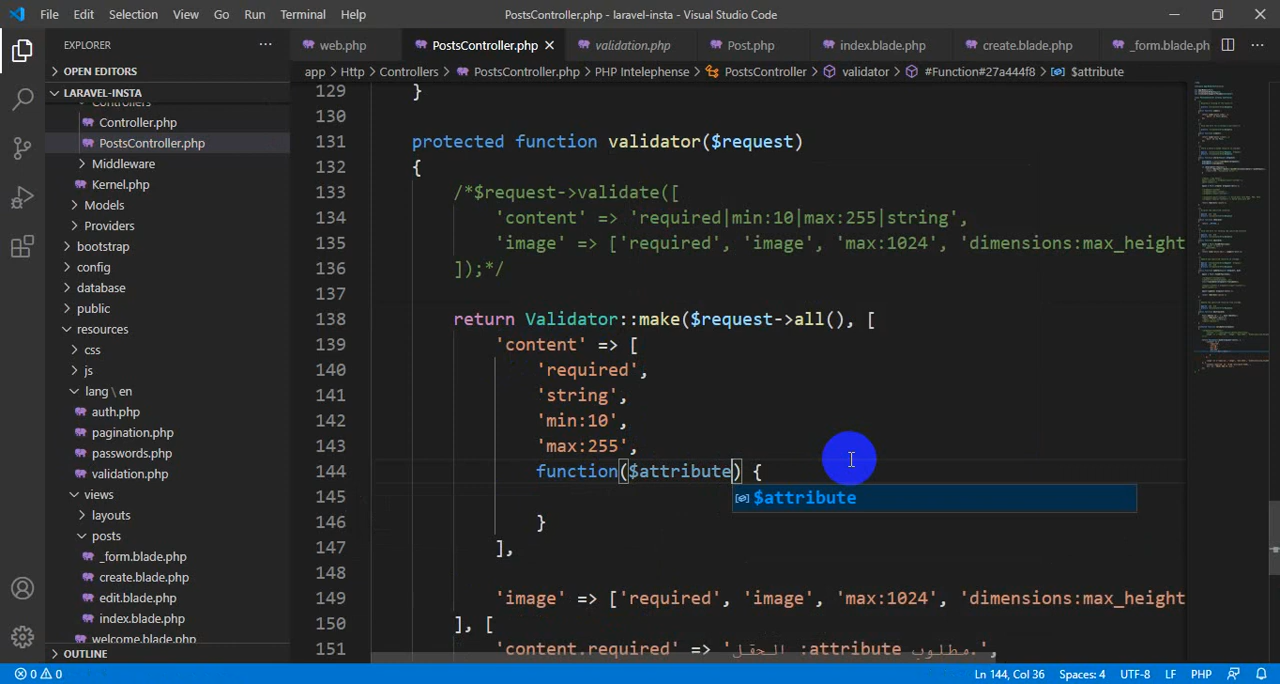 File Edit Selection View Go Run Terminal Help PostsController.php - laravel-insta - Visual Studio Code
EXPLORER
web.php PostsController.php validation.php Post.php index.blade.php create.blade.php _form.blade.ph
OPEN EDITORS
app > Http > Controllers > PostsController.php > PHP Intelephense > PostsController > validator > #Function#27a444f8 > $attribute
LARAVEL-INSTA
Controllers
Controller.php
PostsController.php
Middleware
Kernel.php
Models
Providers
bootstrap
config
database
public
resources
css
js
lang \ en
auth.php
pagination.php
passwords.php
validation.php
views
layouts
posts
_form.blade.php
create.blade.php
edit.blade.php
index.blade.php
welcome.blade.php
OUTLINE
129 }
130
131 protected function validator($request)
132 {
133 /*$request->validate([
134 'content' => 'required|min:10|max:255|string',
135 'image' => ['required', 'image', 'max:1024', 'dimensions:max_height
136 ]);*/
137
138 return Validator::make($request->all(), [
139 'content' => [
140 'required',
141 'string',
142 'min:10',
143 'max:255',
144 function($attribute) {
$attribute
145
146 }
147 ],
148
149 'image' => ['required', 'image', 'max:1024', 'dimensions:max_height
150 ], [
151 'content.required' => 'الحقل :attribute مطلوب.',
0 0 Ln 144, Col 36 Spaces: 4 UTF-8 LF PHP